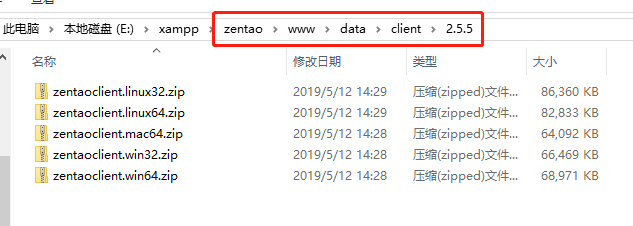 查看
此电脑 › 本地磁盘 (E:) › xampp › zentao › www › data › client › 2.5.5
名称 修改日期 类型 大小
zentaoclient.linux32.zip 2019/5/12 14:29 压缩(zipped)文件... 86,360 KB
zentaoclient.linux64.zip 2019/5/12 14:29 压缩(zipped)文件... 82,833 KB
zentaoclient.mac64.zip 2019/5/12 14:28 压缩(zipped)文件... 64,092 KB
zentaoclient.win32.zip 2019/5/12 14:28 压缩(zipped)文件... 66,469 KB
zentaoclient.win64.zip 2019/5/12 14:28 压缩(zipped)文件... 68,971 KB